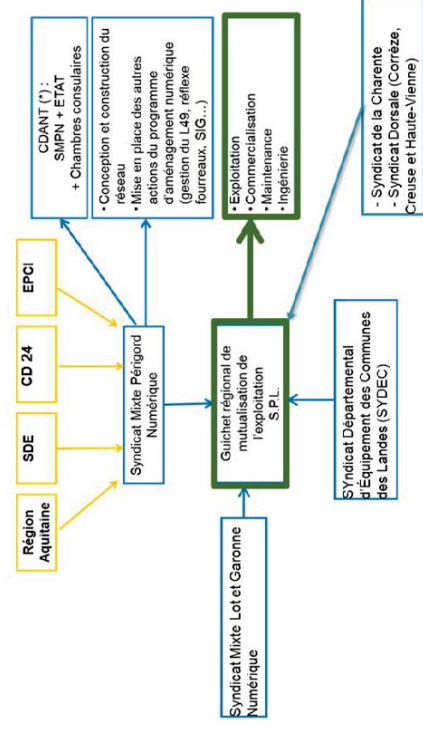 Région
Aquitaine
SDE
CD 24
EPCI
Syndicat Mixte Périgord
Numérique
CDANT (*) :
SMPN + ETAT
+ Chambres consulaires
• Conception et construction du
réseau
• Mise en place des autres
actions du programme
d'aménagement numérique
(gestion du L49, réflexe
fourreaux, SIG…)
Syndicat Mixte Lot et Garonne
Numérique
Guichet régional de
mutualisation de
l'exploitation
S.P.L.
• Exploitation
• Commercialisation
• Maintenance
• Ingénierie
SYndicat Départemental
d'Équipement des Communes
des Landes (SYDEC)
- Syndicat de la Charente
- Syndicat Dorsale (Corrèze,
Creuse et Haute-Vienne)